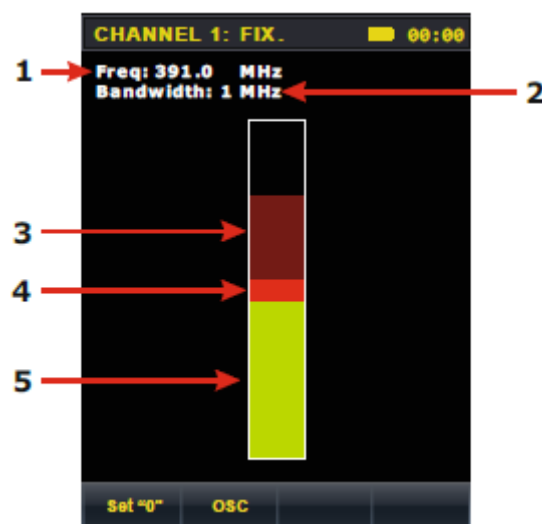 CHANNEL 1: FIX. 00:00
1 Freq: 391.0 MHz
Bandwidth: 1 MHz 2
3
4
5
Set "0" OSC